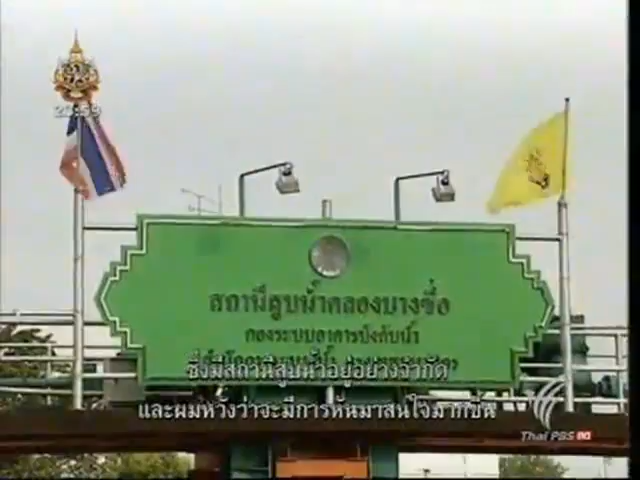 23:59
สถานีสูบน้ำคลองบางซื่อ
กองระบบอาคารบังคับน้ำ
ซึ่งมีสถานีสูบน้ำอยู่อย่างจำกัด
และผมหวังว่าจะมีการหันมาสนใจมากขึ้น
Thai PBS สด